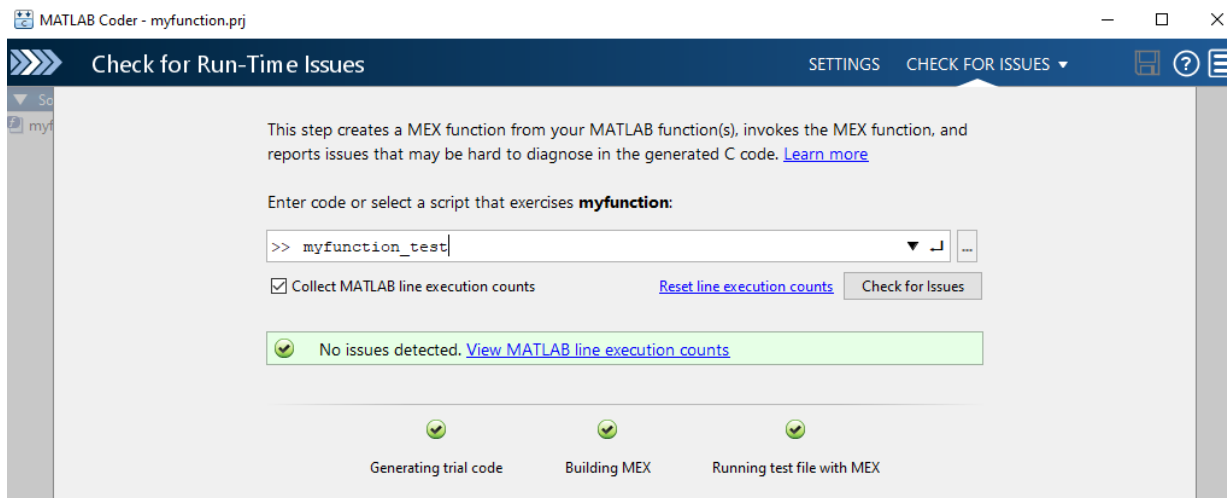 MATLAB Coder - myfunction.prj
Check for Run-Time Issues
SETTINGS CHECK FOR ISSUES
So
myf
This step creates a MEX function from your MATLAB function(s), invokes the MEX function, and
reports issues that may be hard to diagnose in the generated C code. Learn more
Enter code or select a script that exercises myfunction:
>> myfunction_test
...
Collect MATLAB line execution counts
Reset line execution counts
Check for Issues
No issues detected. View MATLAB line execution counts
Generating trial code
Building MEX
Running test file with MEX